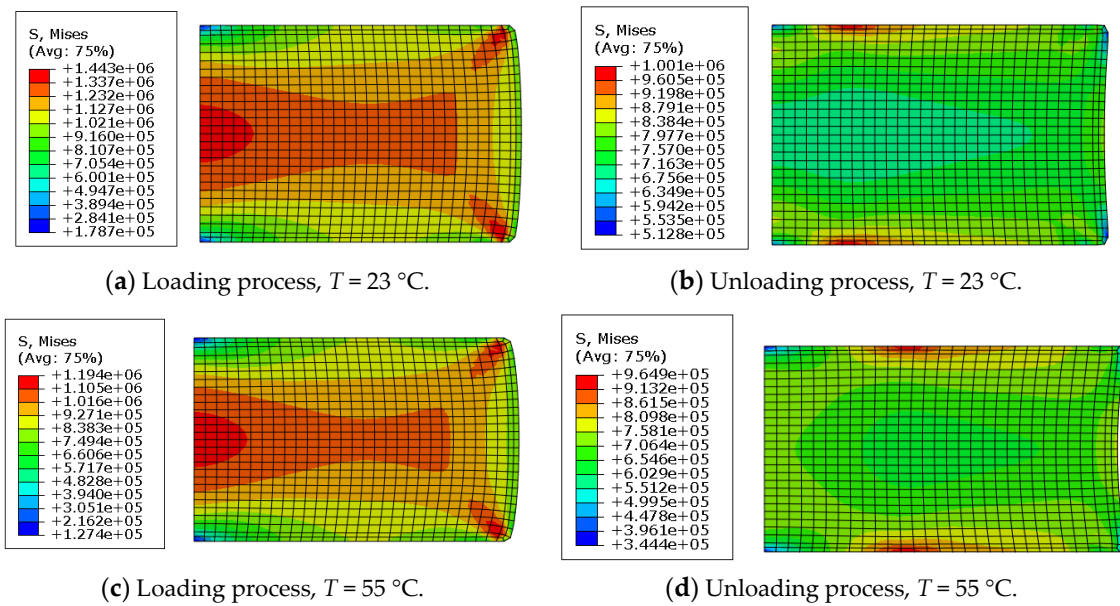 S, Mises
(Avg: 75%)
+1.443e+06
+1.337e+06
+1.232e+06
+1.127e+06
+1.021e+06
+9.160e+05
+8.107e+05
+7.054e+05
+6.001e+05
+4.947e+05
+3.894e+05
+2.841e+05
+1.787e+05
(a) Loading process, T = 23 °C.
S, Mises
(Avg: 75%)
+1.001e+06
+9.605e+05
+9.198e+05
+8.791e+05
+8.384e+05
+7.977e+05
+7.570e+05
+7.163e+05
+6.756e+05
+6.349e+05
+5.942e+05
+5.535e+05
+5.128e+05
(b) Unloading process, T = 23 °C.
S, Mises
(Avg: 75%)
+1.194e+06
+1.105e+06
+1.016e+06
+9.271e+05
+8.383e+05
+7.494e+05
+6.606e+05
+5.717e+05
+4.828e+05
+3.940e+05
+3.051e+05
+2.162e+05
+1.274e+05
(c) Loading process, T = 55 °C.
S, Mises
(Avg: 75%)
+9.649e+05
+9.132e+05
+8.615e+05
+8.098e+05
+7.581e+05
+7.064e+05
+6.546e+05
+6.029e+05
+5.512e+05
+4.995e+05
+4.478e+05
+3.961e+05
+3.444e+05
(d) Unloading process, T = 55 °C.